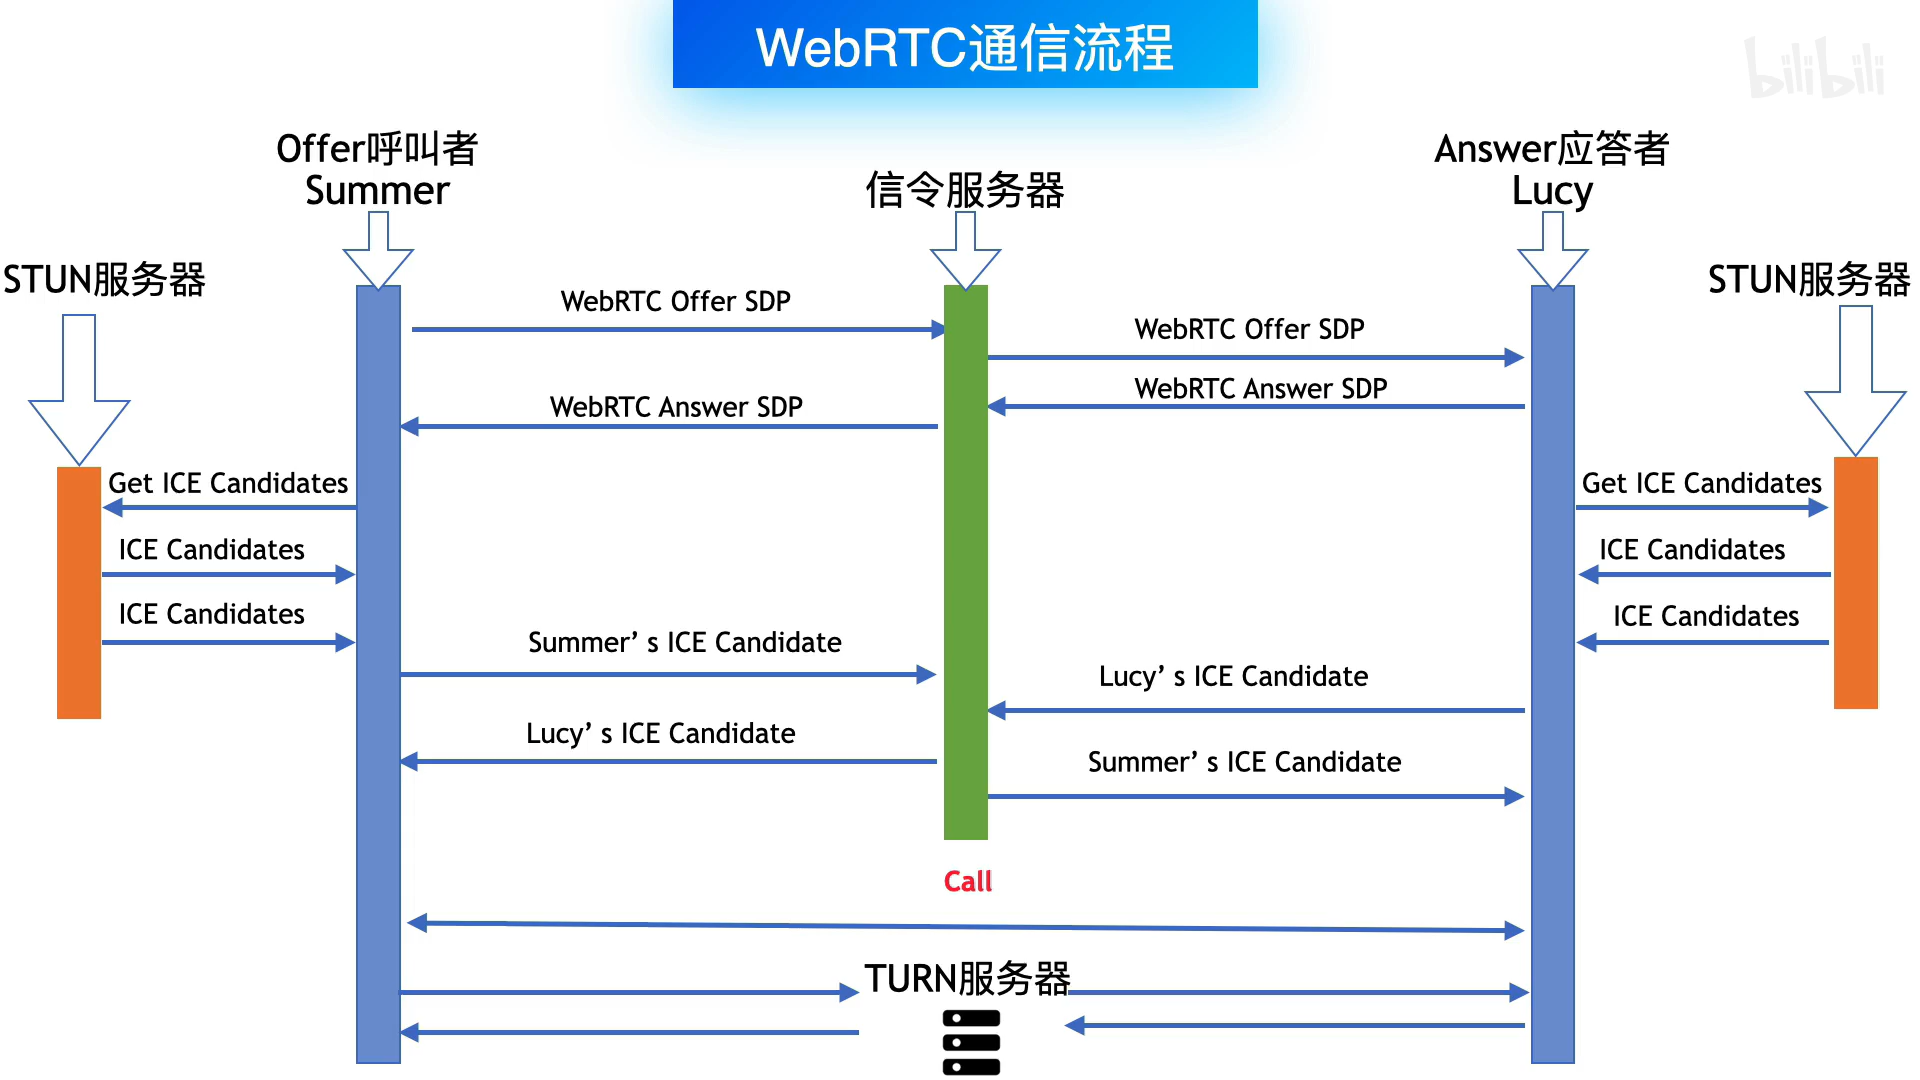 WebRTC通信流程
bilibili
Offer呼叫者
Summer
信令服务器
Answer应答者
Lucy
STUN服务器
STUN服务器
WebRTC Offer SDP
WebRTC Offer SDP
WebRTC Answer SDP
WebRTC Answer SDP
Get ICE Candidates
Get ICE Candidates
ICE Candidates
ICE Candidates
ICE Candidates
ICE Candidates
Summer’ s ICE Candidate
Lucy’ s ICE Candidate
Lucy’ s ICE Candidate
Summer’ s ICE Candidate
Call
TURN服务器